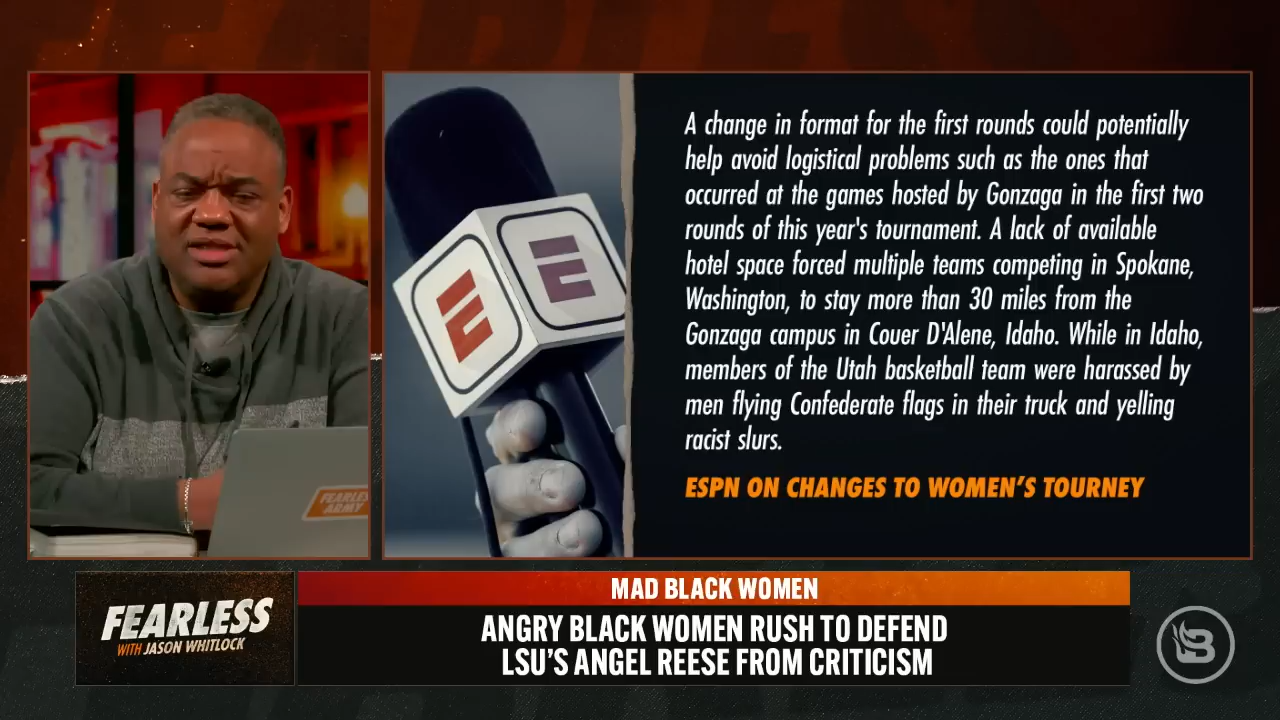 A change in format for the first rounds could potentially
help avoid logistical problems such as the ones that
occurred at the games hosted by Gonzaga in the first two
rounds of this year's tournament. A lack of available
hotel space forced multiple teams competing in Spokane,
Washington, to stay more than 30 miles from the
Gonzaga campus in Couer D'Alene, Idaho. While in Idaho,
members of the Utah basketball team were harassed by
men flying Confederate flags in their truck and yelling
racist slurs.
ESPN ON CHANGES TO WOMEN'S TOURNEY
FEARLESS
ARMY
MAD BLACK WOMEN
ANGRY BLACK WOMEN RUSH TO DEFEND
LSU'S ANGEL REESE FROM CRITICISM
FEARLESS
WITH JASON WHITLOCK
E
E
B